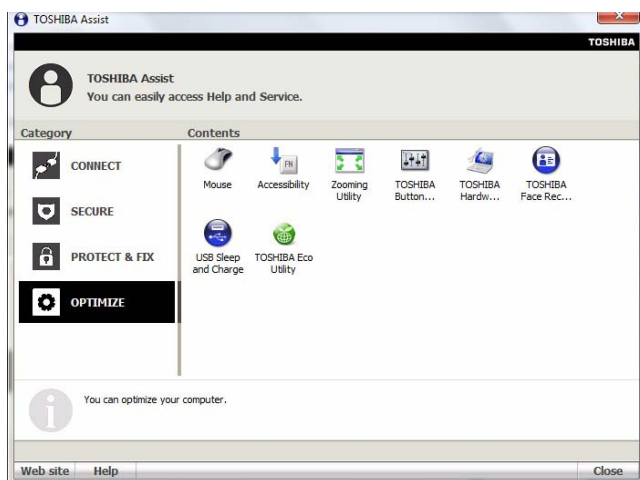 TOSHIBA Assist
TOSHIBA
TOSHIBA Assist
You can easily access Help and Service.
Category
Contents
CONNECT
SECURE
PROTECT & FIX
OPTIMIZE
Mouse
Accessibility
FN
Zooming
Utility
TOSHIBA
Button...
TOSHIBA
Hardw...
TOSHIBA
Face Rec...
USB Sleep
and Charge
TOSHIBA Eco
Utility
You can optimize your computer.
Web site
Help
Close